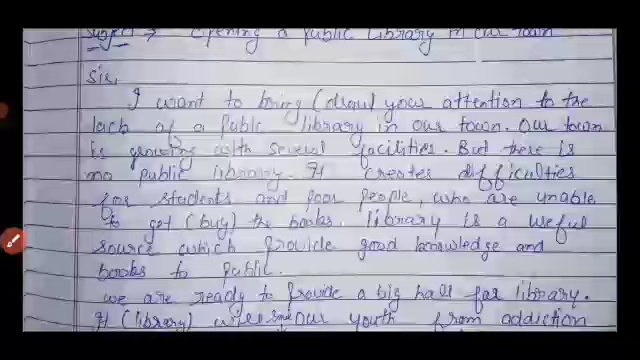 Subject → Opening a public library in our town
Sir,
I want to bring (draw) your attention to the
lack of a public library in our town. Our town
is growing with several facilities. But there is
no public library. It creates difficulties
for students and poor people, who are unable
to get (buy) the books. library is a useful
source which provide good knowledge and
books to public.
we are ready to provide a big hall for library.
It (library) our youth from addiction